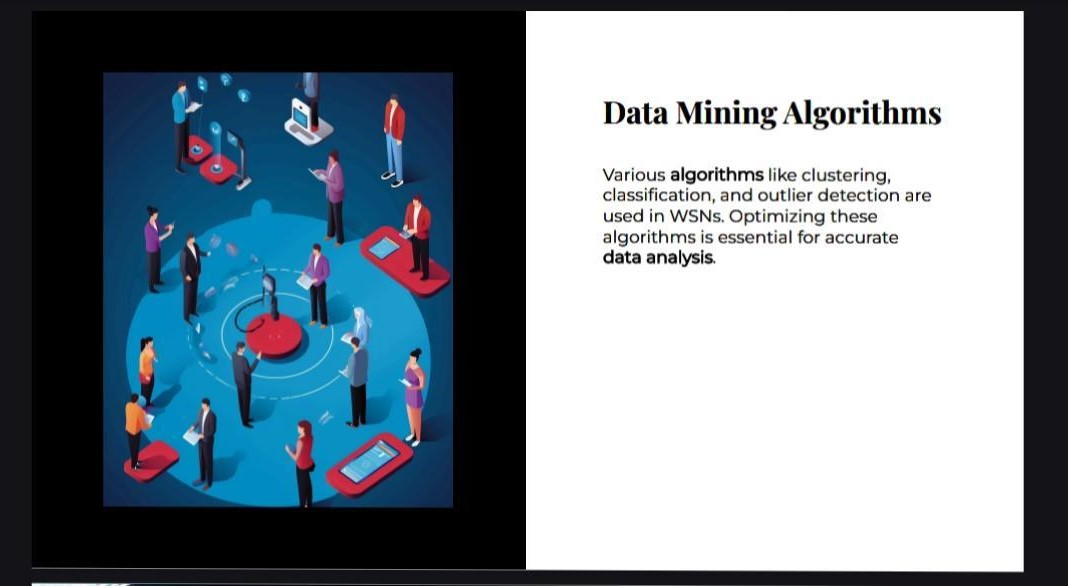 Data Mining Algorithms
Various algorithms like clustering,
classification, and outlier detection are
used in WSNs. Optimizing these
algorithms is essential for accurate
data analysis.